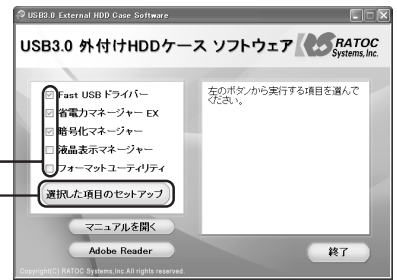 USB3.0 External HDD Case Software
USB3.0 外付けHDDケース ソフトウェア
RATOC
Systems, Inc.
Fast USB ドライバー
省電力マネージャー EX
暗号化マネージャー
液晶表示マネージャー
フォーマットユーティリティ
選択した項目のセットアップ
マニュアルを開く
Adobe Reader
左のボタンから実行する項目を選んで
ください。
終了
Copyright(C) RATOC Systems,Inc.All rights reserved.